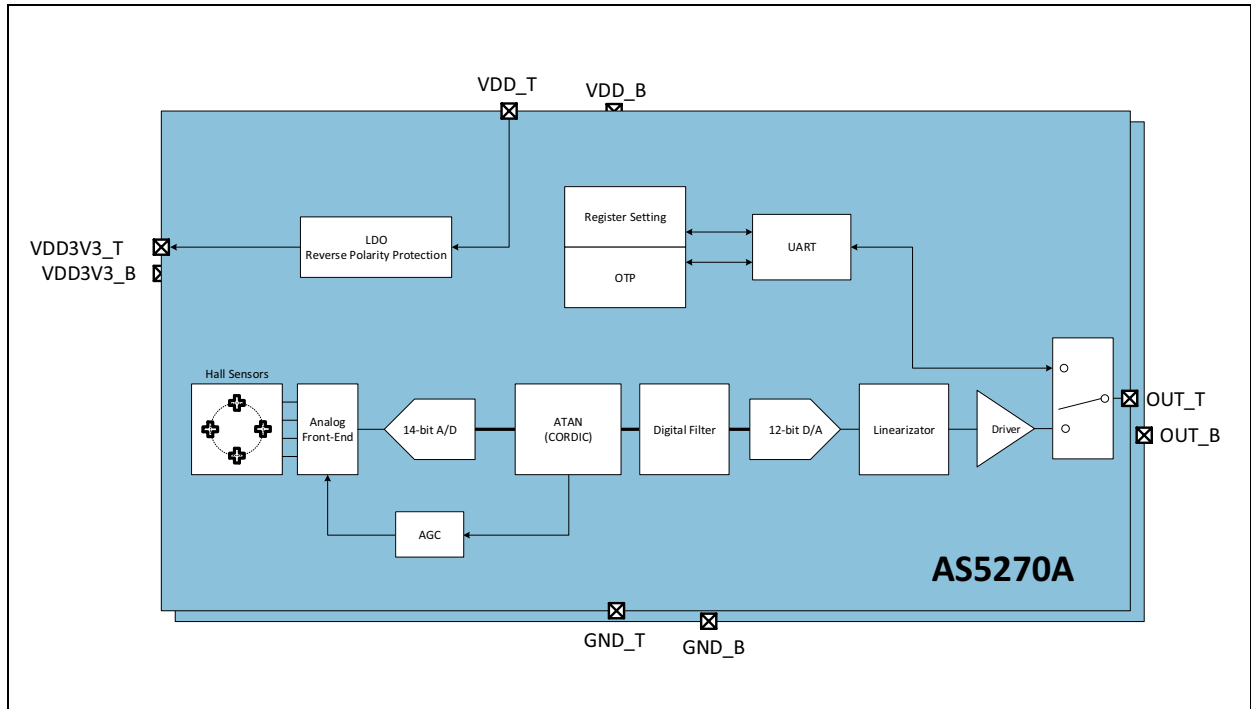 VDD_T
VDD_B
VDD3V3_T
VDD3V3_B
LDO
Reverse Polarity Protection
Register Setting
OTP
UART
Hall Sensors
Analog
Front-End
14-bit A/D
ATAN
(CORDIC)
Digital Filter
12-bit D/A
Linearizator
Driver
OUT_T
OUT_B
AGC
AS5270A
GND_T
GND_B